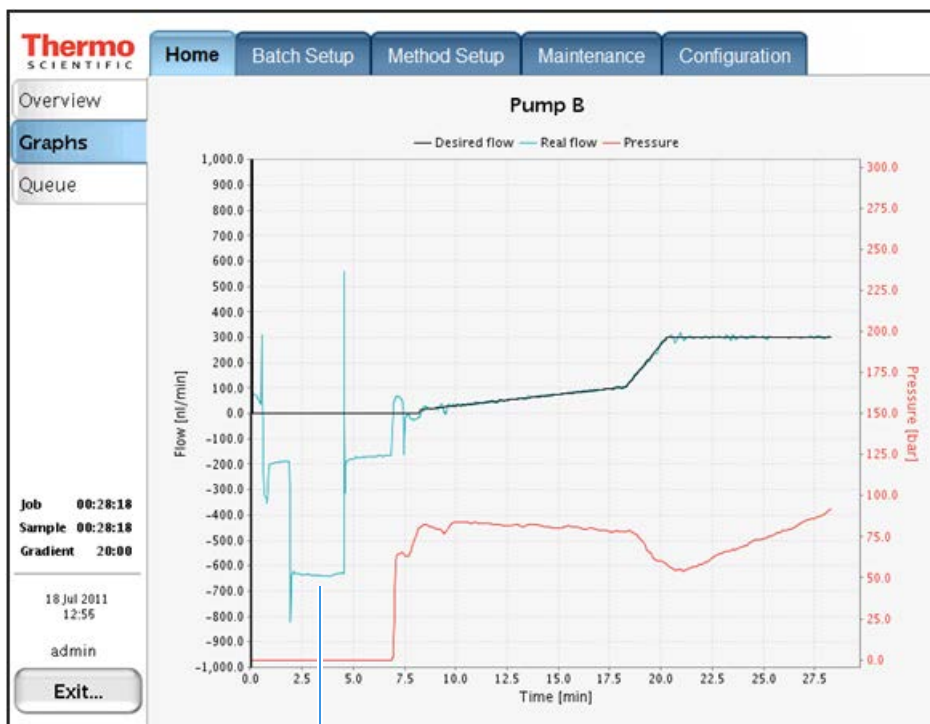 Thermo
SCIENTIFIC
Home
Batch Setup
Method Setup
Maintenance
Configuration
Overview
Graphs
Queue
Pump B
Desired flow
Real flow
Pressure
1,000.0
900.0
800.0
700.0
600.0
500.0
400.0
300.0
200.0
100.0
0.0
-100.0
-200.0
-300.0
-400.0
-500.0
-600.0
-700.0
-800.0
-900.0
-1,000.0
Flow [nl/min]
300.0
275.0
250.0
225.0
200.0
175.0
150.0
125.0
100.0
75.0
50.0
25.0
0.0
Pressure [bar]
0.0 2.5 5.0 7.5 10.0 12.5 15.0 17.5 20.0 22.5 25.0 27.5
Time [min]
Job 00:28:18
Sample 00:28:18
Gradient 20:00
18 Jul 2011
12:56
admin
Exit...